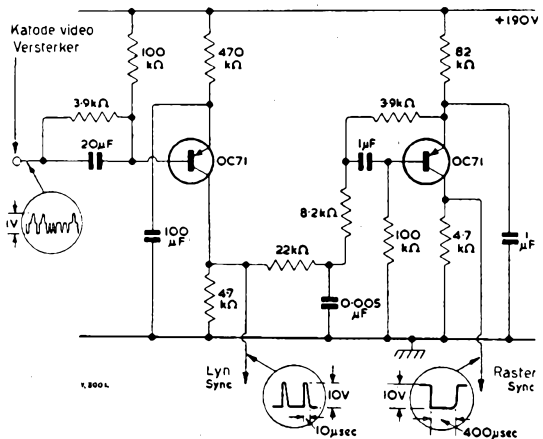 +190V
Katode video
Versterker
100
kΩ
470
kΩ
82
kΩ
3.9kΩ
3.9kΩ
20µF
1µF
OC71
OC71
1V
8.2kΩ
100
µF
22kΩ
100
kΩ
4.7
kΩ
1
µF
4.7
kΩ
0.005
µF
Lyn
Sync
10V
10µsec
10V
400µsec
Raster
Sync